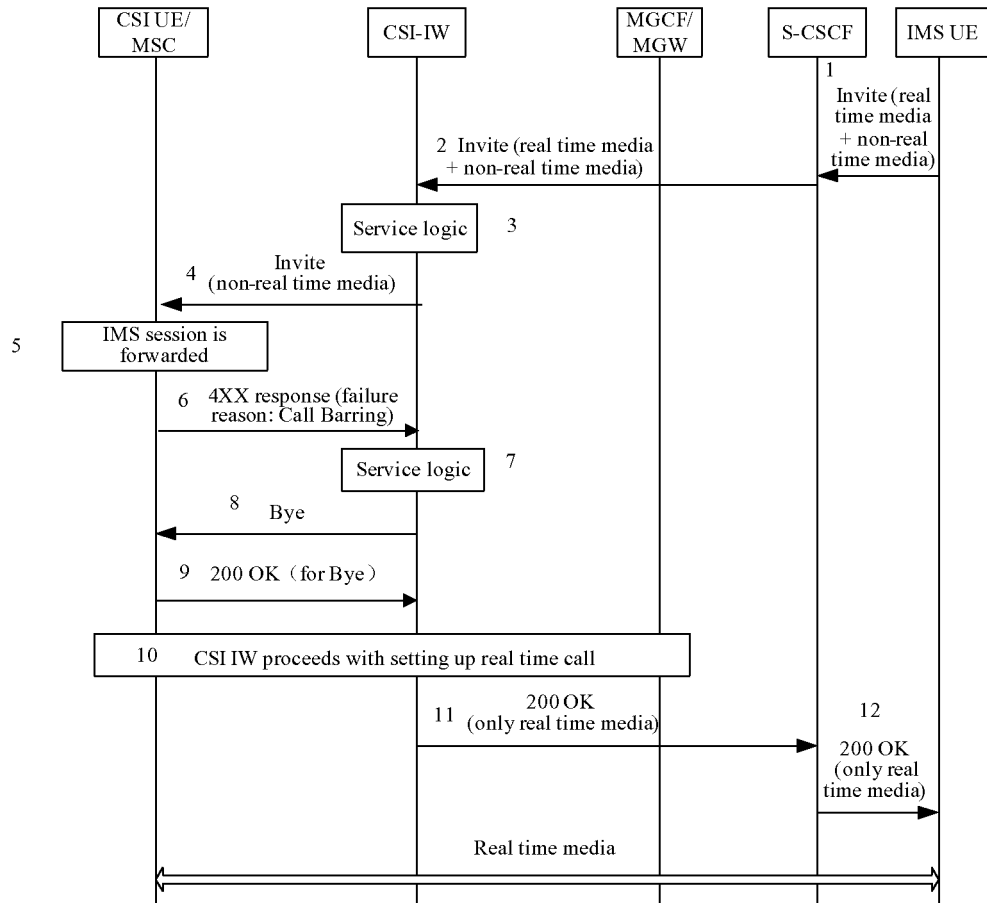 CSI UE/
MSC
CSI-IW
MGCF/
MGW
S-CSCF
IMS UE
1
Invite (real
time media
+ non-real
time media)
2 Invite (real time media
+ non-real time media)
Service logic
3
4
Invite
(non-real time media)
5
IMS session is
forwarded
6
4XX response (failure
reason: Call Barring)
Service logic
7
8
Bye
9
200 OK（for Bye）
10
CSI IW proceeds with setting up real time call
11
200 OK
(only real time media)
12
200 OK
(only real
time media)
Real time media